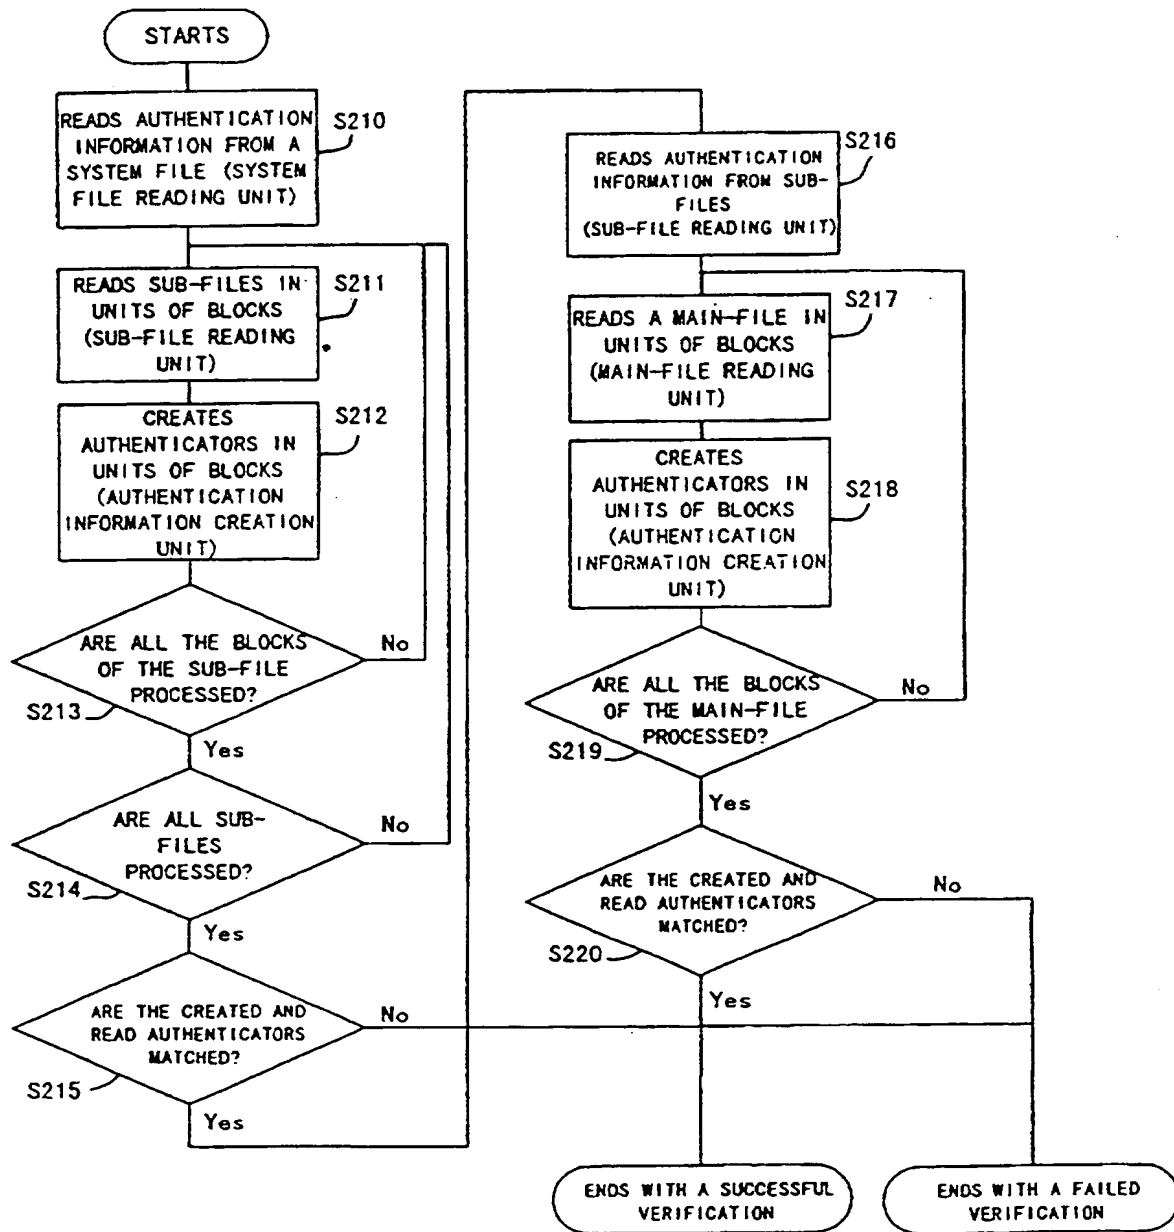 STARTS
READS AUTHENTICATION
INFORMATION FROM A
SYSTEM FILE (SYSTEM
FILE READING UNIT)
S210
READS SUB-FILES IN
UNITS OF BLOCKS
(SUB-FILE READING
UNIT)
S211
CREATES
AUTHENTICATORS IN
UNITS OF BLOCKS
(AUTHENTICATION
INFORMATION CREATION
UNIT)
S212
ARE ALL THE BLOCKS
OF THE SUB-FILE
PROCESSED?
No
S213
Yes
ARE ALL SUB-
FILES
PROCESSED?
No
S214
Yes
ARE THE CREATED AND
READ AUTHENTICATORS
MATCHED?
No
S215
Yes
READS AUTHENTICATION
INFORMATION FROM SUB-
FILES
(SUB-FILE READING UNIT)
S216
READS A MAIN-FILE IN
UNITS OF BLOCKS
(MAIN-FILE READING
UNIT)
S217
CREATES
AUTHENTICATORS IN
UNITS OF BLOCKS
(AUTHENTICATION
INFORMATION CREATION
UNIT)
S218
ARE ALL THE BLOCKS
OF THE MAIN-FILE
PROCESSED?
No
S219
Yes
ARE THE CREATED AND
READ AUTHENTICATORS
MATCHED?
No
S220
Yes
ENDS WITH A SUCCESSFUL
VERIFICATION
ENDS WITH A FAILED
VERIFICATION